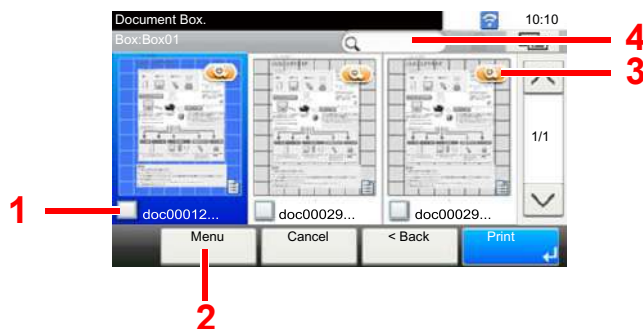 Document Box.
10:10
Box:Box01
4
3
1/1
1
doc00012...
doc00029...
doc00029...
Menu
Cancel
< Back
Print
2